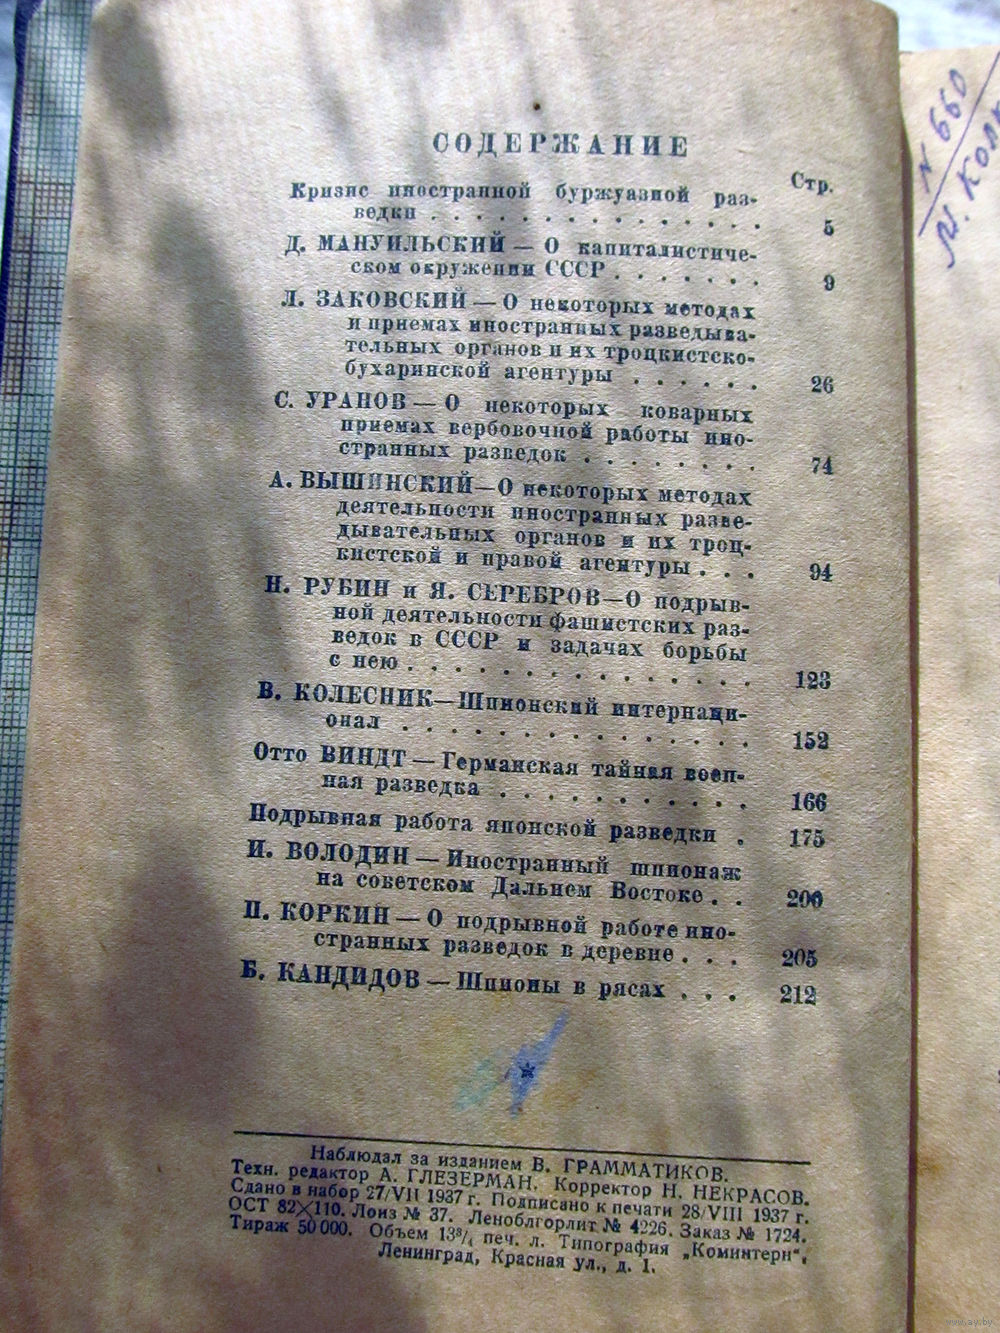 СОДЕРЖАНИЕ
Стр.
Кризис иностранной буржуазной раз-
ведки . . . . . . . . . . . . . . 5
Д. МАНУИЛЬСКИЙ — О капиталистиче-
ском окружении СССР . . . . . . . 9
Л. ЗАКОВСКИЙ — О некоторых методах
и приемах иностранных разведыва-
тельных органов и их троцкистско-
бухаринской агентуры . . . . . . 26
С. УРАНОВ — О некоторых коварных
приемах вербовочной работы ино-
странных разведок . . . . . . . . 74
А. ВЫШИНСКИЙ — О некоторых методах
деятельности иностранных разве-
дывательных органов и их троц-
кистской и правой агентуры . . . 94
Н. РУБИН и Я. СЕРЕБРОВ — О подрыв-
ной деятельности фашистских раз-
ведок в СССР и задачах борьбы
с нею . . . . . . . . . . . . . . 123
В. КОЛЕСНИК — Шпионский интернаци-
онал . . . . . . . . . . . . . . . 152
Отто ВИНДТ — Германская тайная воен-
ная разведка . . . . . . . . . . . 166
Подрывная работа японской разведки . 175
И. ВОЛОДИН — Иностранный шпионаж
на советском Дальнем Востоке . . 200
П. КОРКИН — О подрывной работе ино-
странных разведок в деревне . . . 205
Б. КАНДИДОВ — Шпионы в рясах . . . 212
Наблюдал за изданием В. ГРАММАТИКОВ.
Техн. редактор А. ГЛЕЗЕРМАН. Корректор Н. НЕКРАСОВ.
Сдано в набор 27/VII 1937 г. Подписано к печати 28/VIII 1937 г.
ОСТ 82×110. Лоиз № 37. Леноблгорлит № 4226. Заказ № 1724.
Тираж 50 000. Объем 13³/₄ печ. л. Типография „Коминтерн“,
Ленинград, Красная ул., д. 1.
N 660
www.ay.by